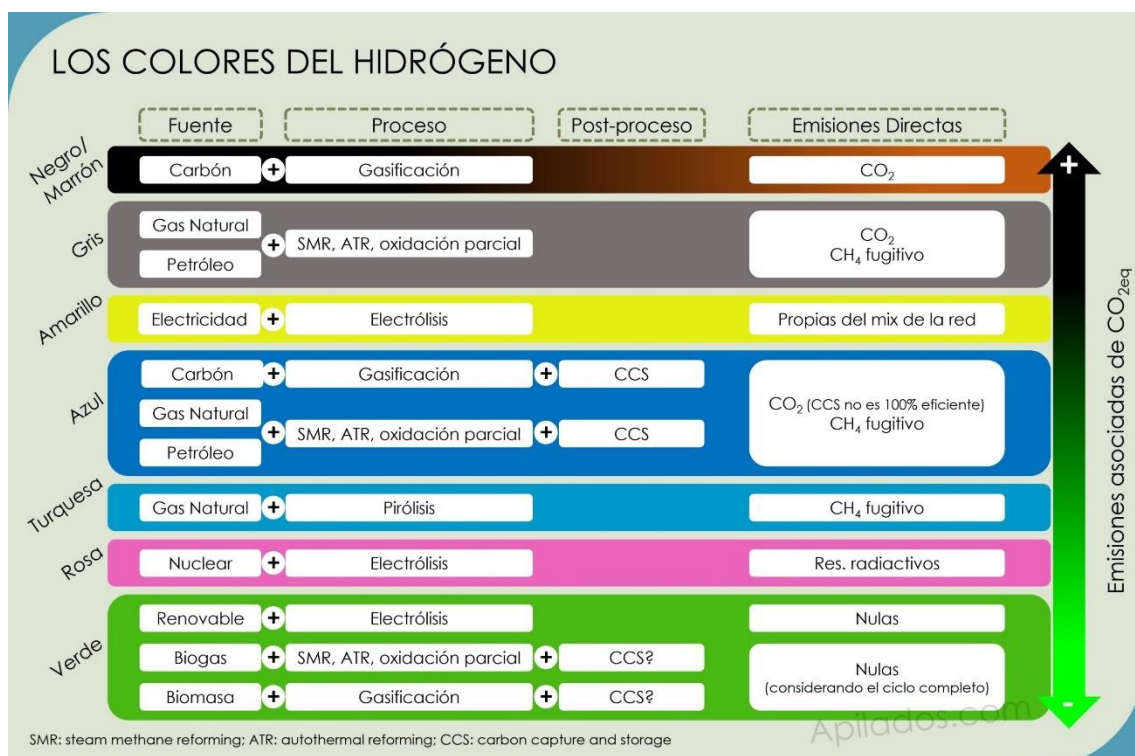 LOS COLORES DEL HIDRÓGENO
Fuente Proceso Post-proceso Emisiones Directas
Negro/
Marrón
Carbón + Gasificación CO₂
+
Gris
Gas Natural
Petróleo
+ SMR, ATR, oxidación parcial
CO₂
CH₄ fugitivo
Amarillo
Electricidad + Electrólisis Propias del mix de la red
Azul
Carbón + Gasificación + CCS
Gas Natural
Petróleo
+ SMR, ATR, oxidación parcial + CCS
CO₂ (CCS no es 100% eficiente)
CH₄ fugitivo
Turquesa
Gas Natural + Pirólisis CH₄ fugitivo
Rosa
Nuclear + Electrólisis Res. radiactivos
Verde
Renovable + Electrólisis Nulas
Biogas + SMR, ATR, oxidación parcial + CCS?
Biomasa + Gasificación + CCS?
Nulas
(considerando el ciclo completo)
-
Emisiones asociadas de CO₂eq
Apilados.com
SMR: steam methane reforming; ATR: autothermal reforming; CCS: carbon capture and storage